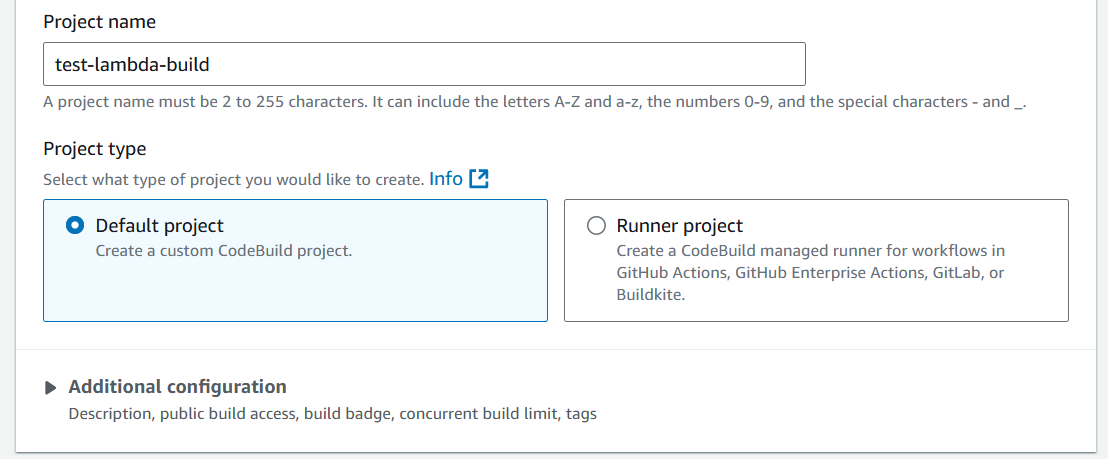 Project name
test-lambda-build
A project name must be 2 to 255 characters. It can include the letters A-Z and a-z, the numbers 0-9, and the special characters - and _.
Project type
Select what type of project you would like to create. Info
Default project
Create a custom CodeBuild project.
Runner project
Create a CodeBuild managed runner for workflows in
GitHub Actions, GitHub Enterprise Actions, GitLab, or
Buildkite.
Additional configuration
Description, public build access, build badge, concurrent build limit, tags